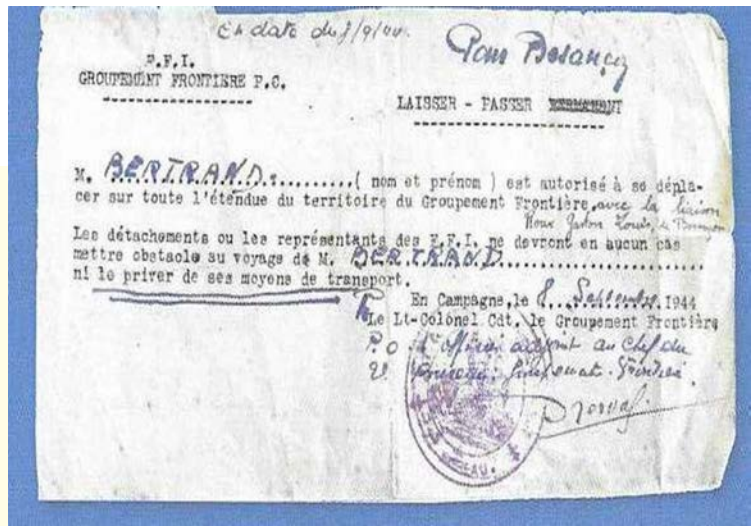 En date du 8/9/44.
Pour Besançon
F.F.I.
GROUPEMENT FRONTIERE P.C.
LAISSER - PASSER PERMANENT
M. BERTRAND. (nom et prénom) est autorisé à se dépla-
cer sur toute l'étendue du territoire du Groupement Frontière, avec la liaison
Louis, de
Les détachements ou les représentants des F.F.I. ne devront en aucun cas
mettre obstacle au voyage de M. BERTRAND
ni le priver de ses moyens de transport.
En Campagne, le 8 Septembre 1944
Le Lt-Colonel Cdt. le Groupement Frontière
P.O. l'officier adjoint au Chef du
2e Bureau:
BUREAU.